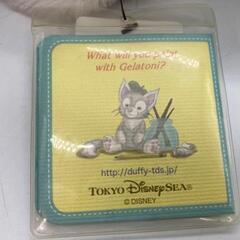 What will you paint
with Gelatoni?
http://duffy-tds.jp/
TOKYO DISNEYSEA®
© DISNEY